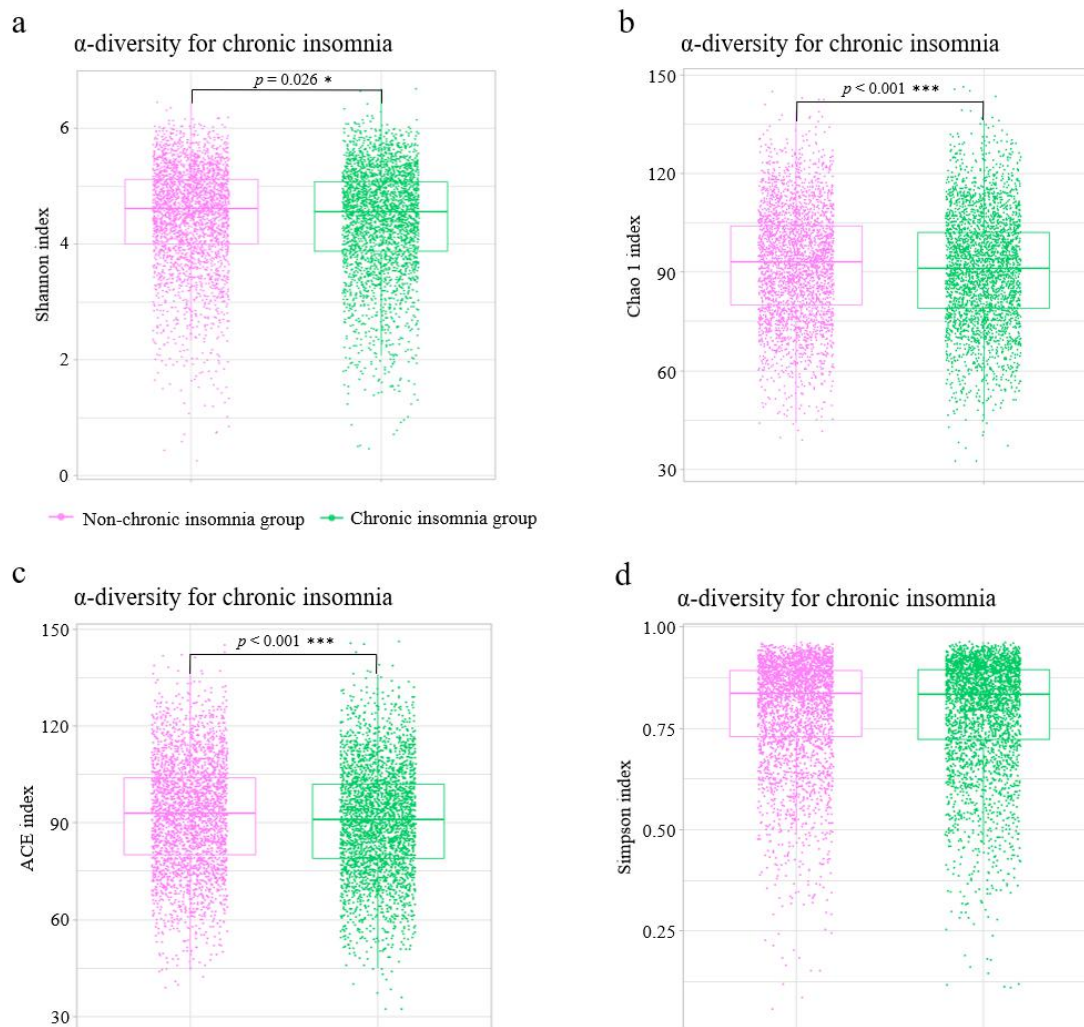 a
α-diversity for chronic insomnia
p = 0.026 *
6
4
2
0
Shannon index
b
α-diversity for chronic insomnia
p < 0.001 ***
150
120
90
60
30
Chao 1 index
Non-chronic insomnia group Chronic insomnia group
c
α-diversity for chronic insomnia
p < 0.001 ***
150
120
90
60
30
ACE index
d
α-diversity for chronic insomnia
1.00
0.75
0.50
0.25
Simpson index